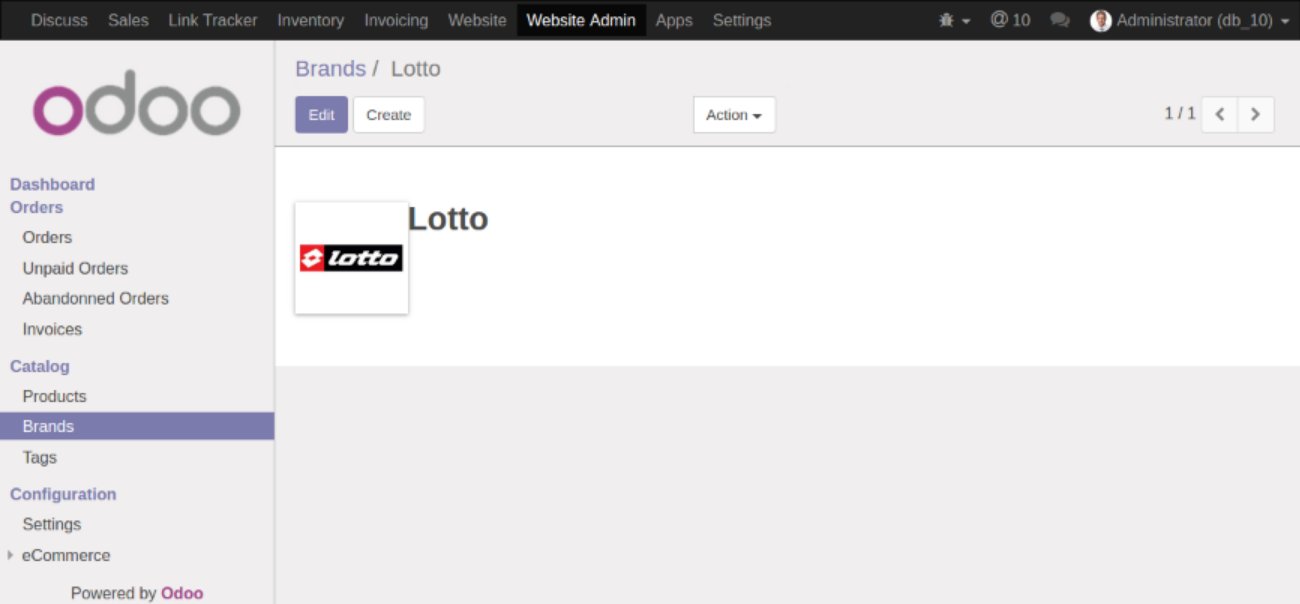 Discuss Sales Link Tracker Inventory Invoicing Website Website Admin Apps Settings @ 10 Administrator (db_10)
odoo
Brands / Lotto
Edit Create Action 1 / 1
Dashboard
Orders
Orders
Unpaid Orders
Abandonned Orders
Invoices
Catalog
Products
Brands
Tags
Configuration
Settings
eCommerce
Powered by Odoo
Lotto
lotto